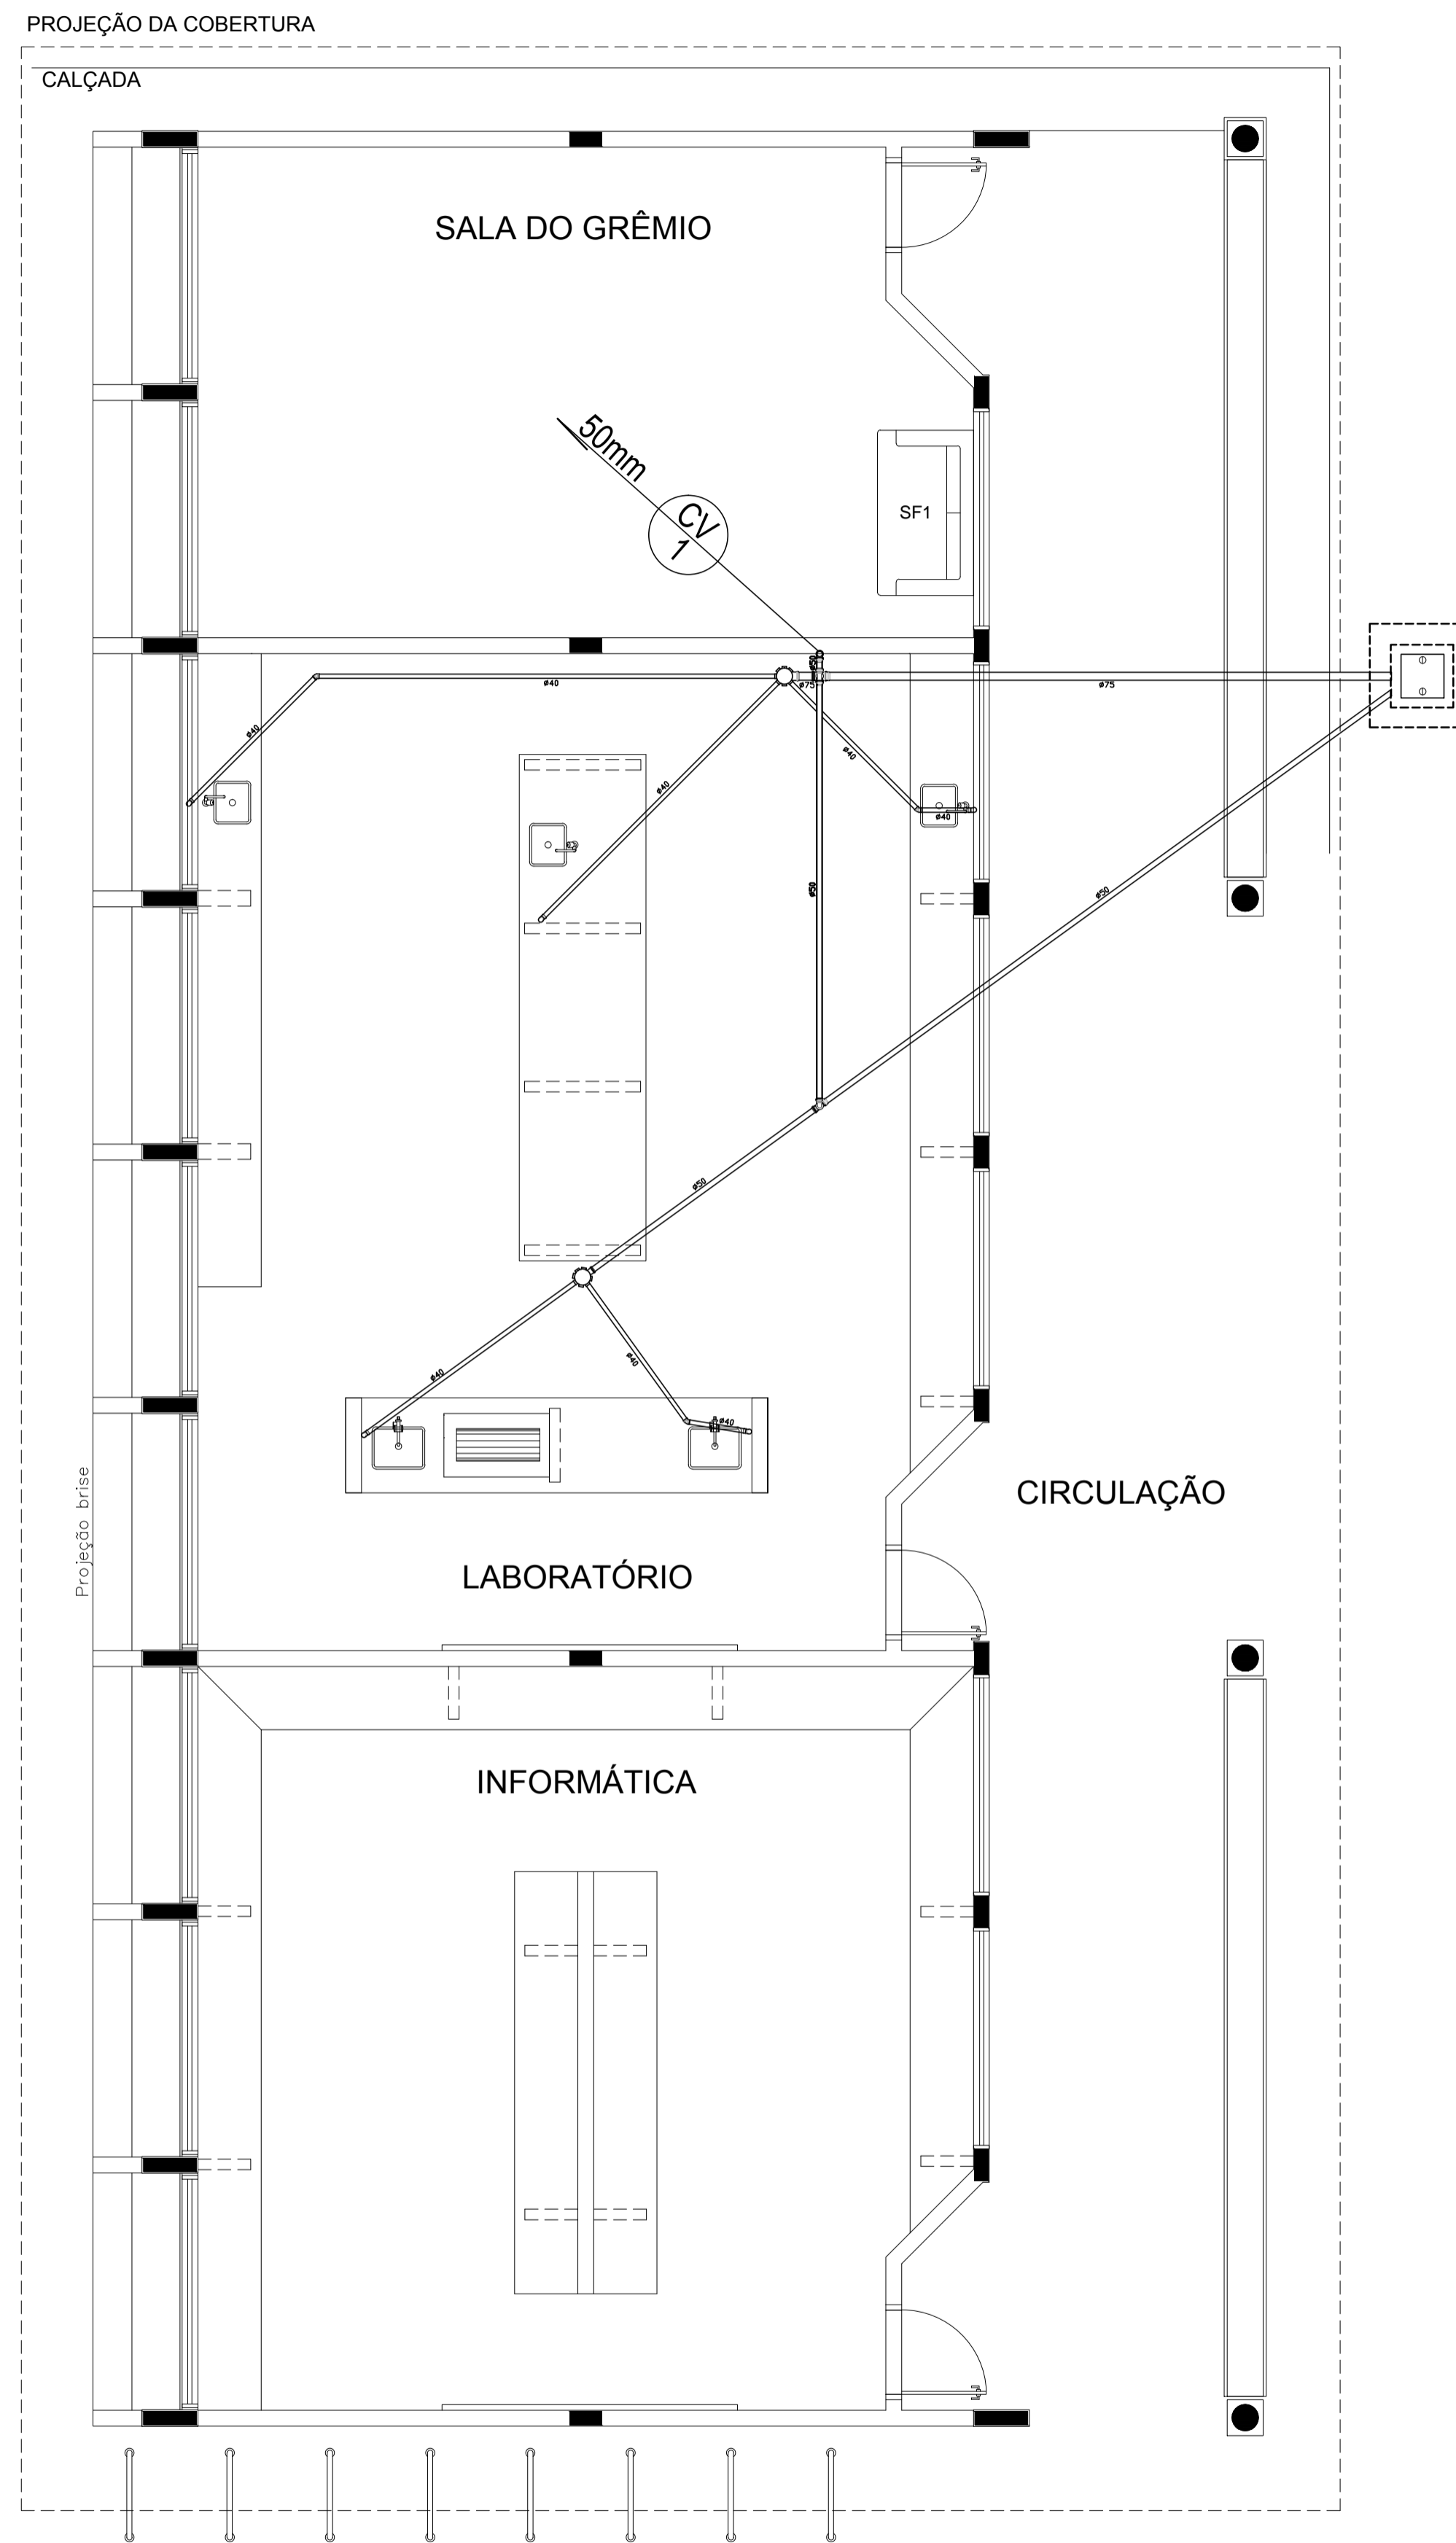 PROJEÇÃO DA COBERTURA
CALÇADA
SALA DO GRÊMIO
50mm
CV
1
SF1
ø50
ø40
ø75
ø75
ø40
ø40
ø40
ø40
ø50
ø50
ø50
ø40
ø40
ø40
Projeção brise
CIRCULAÇÃO
LABORATÓRIO
INFORMÁTICA